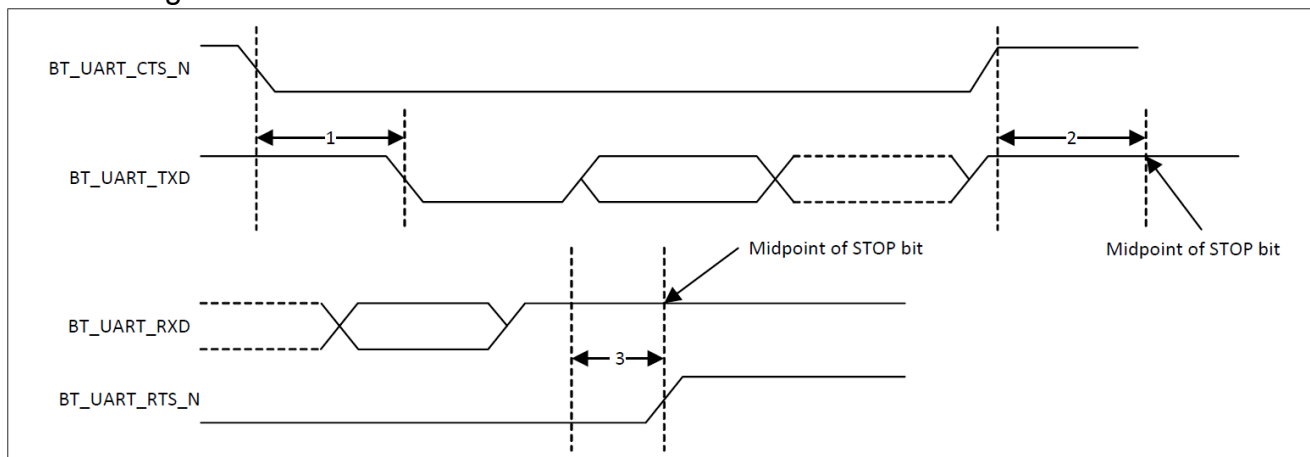 BT_UART_CTS_N
1
2
BT_UART_TXD
Midpoint of STOP bit
Midpoint of STOP bit
BT_UART_RXD
3
BT_UART_RTS_N